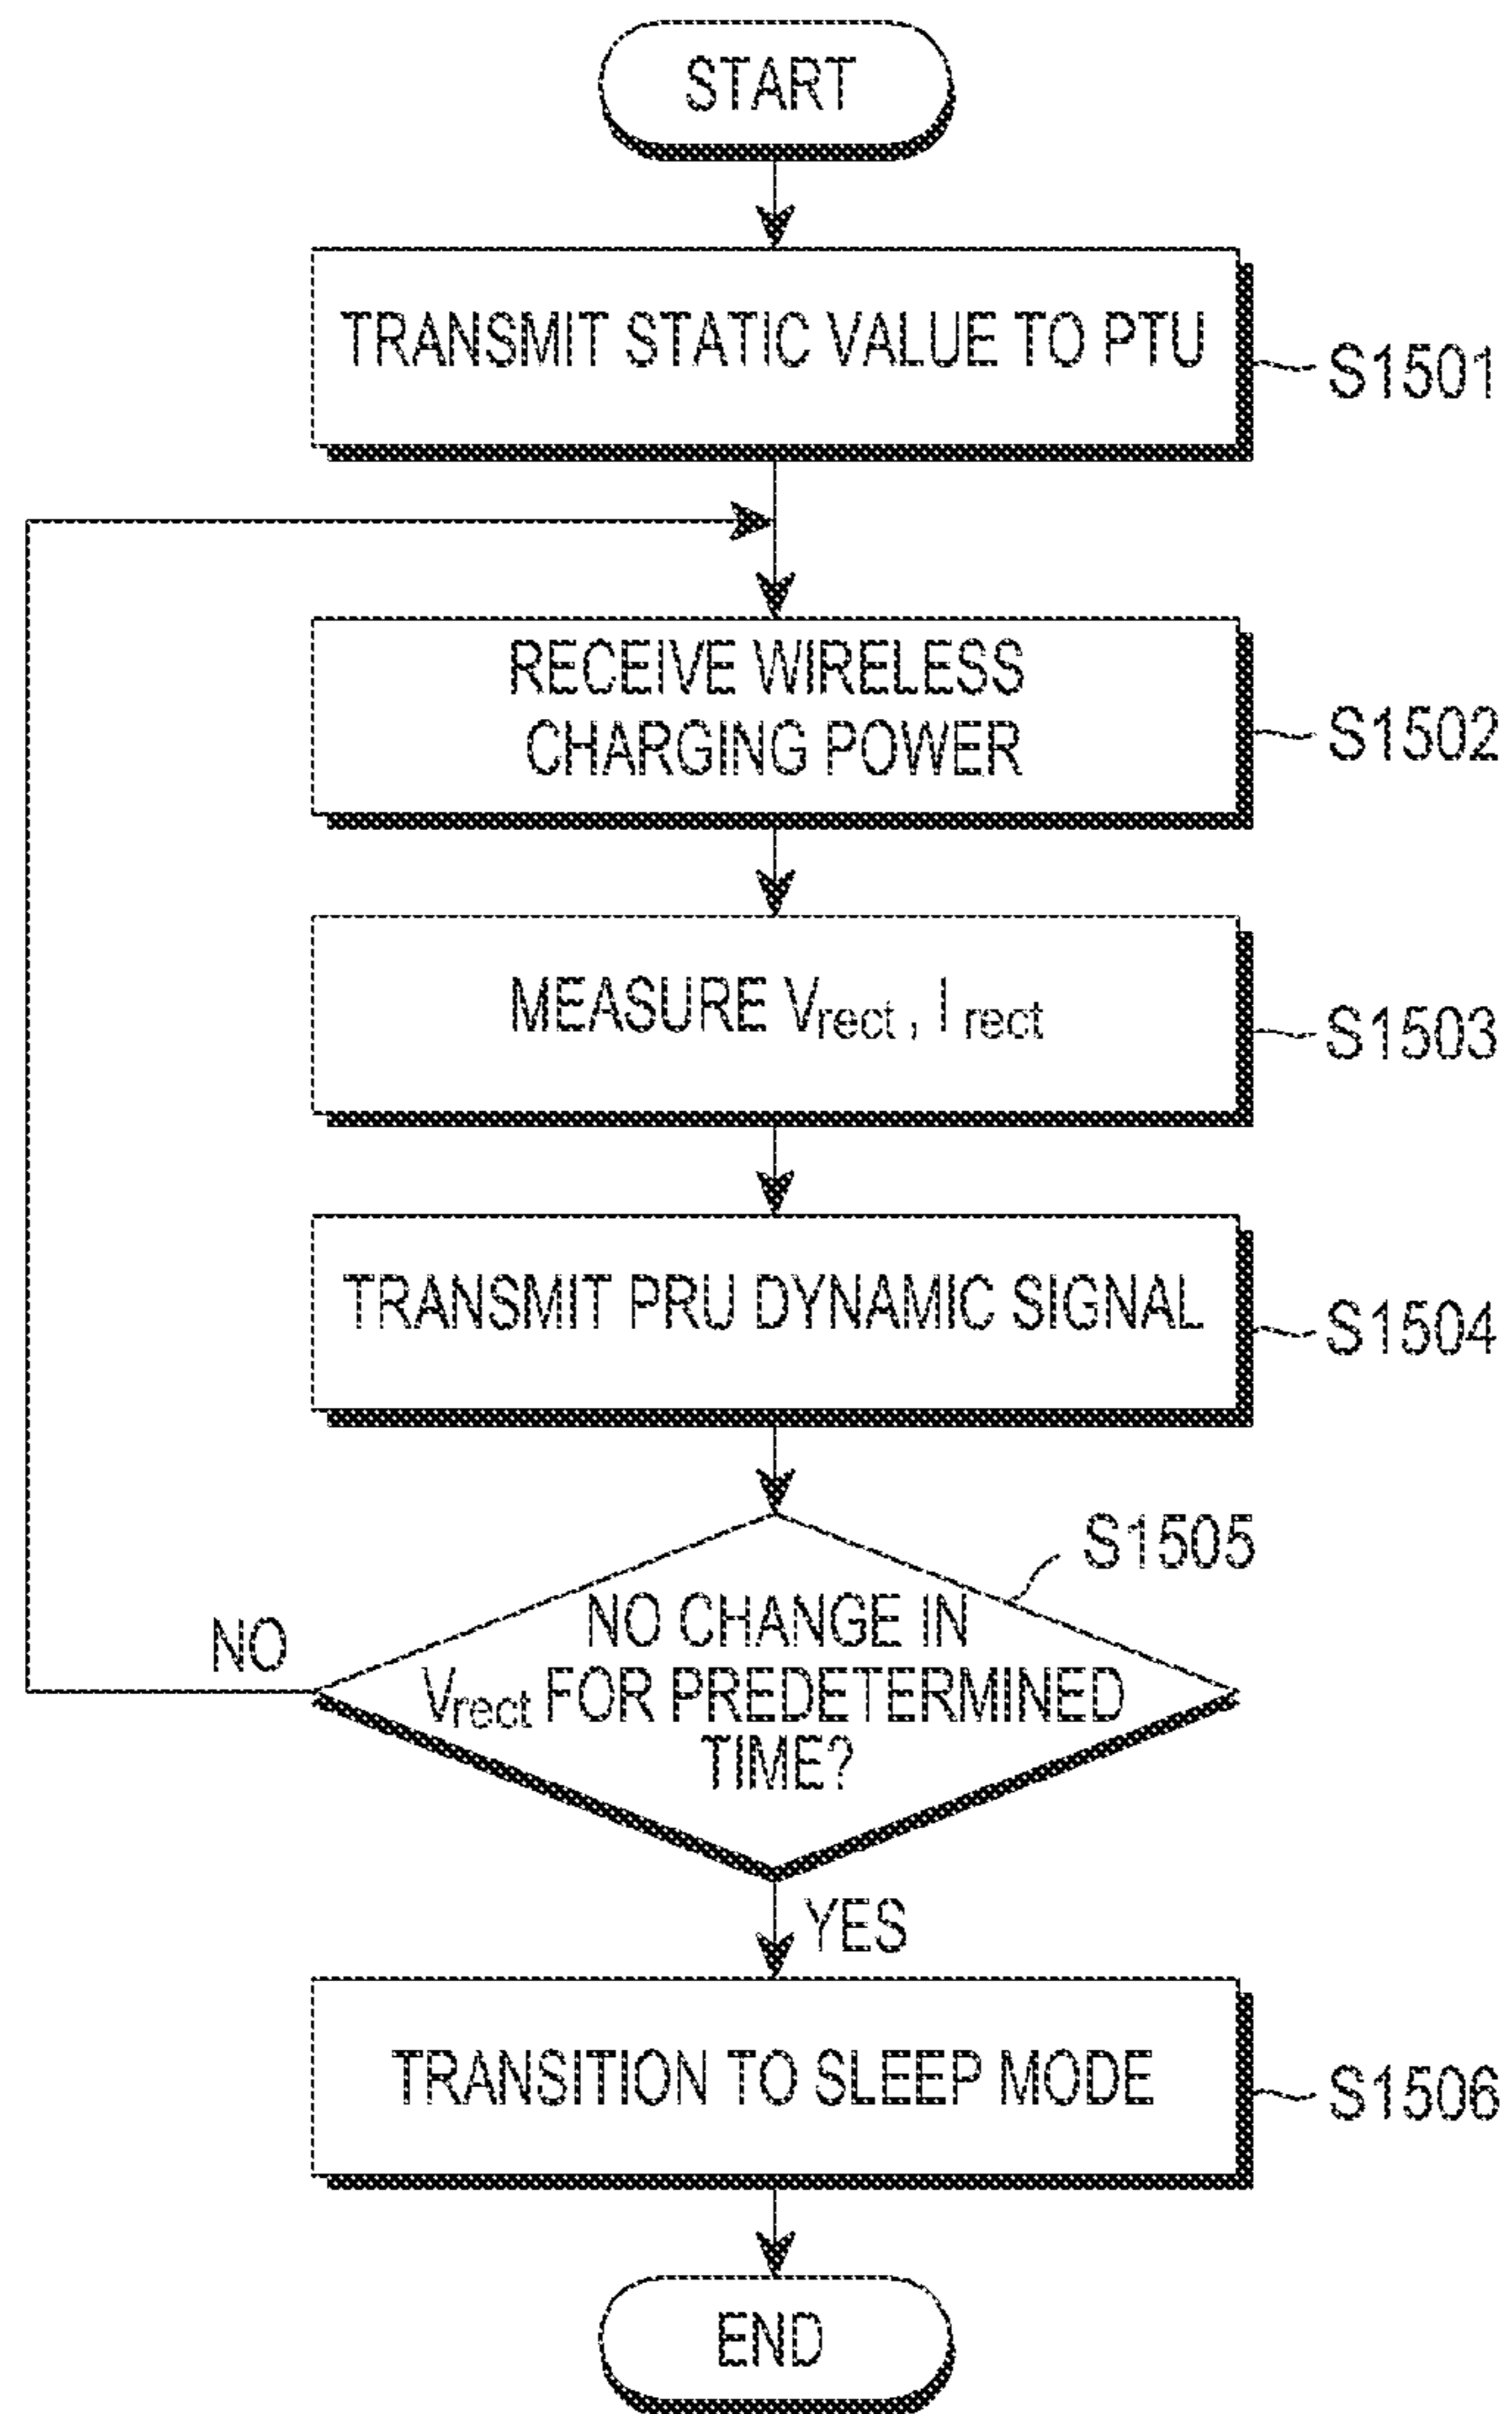 START
TRANSMIT STATIC VALUE TO PTU
S1501
RECEIVE WIRELESS
CHARGING POWER
S1502
MEASURE Vrect, Irect
S1503
TRANSMIT PRU DYNAMIC SIGNAL
S1504
S1505
NO CHANGE IN
Vrect FOR PREDETERMINED
TIME?
NO
YES
TRANSITION TO SLEEP MODE
S1506
END